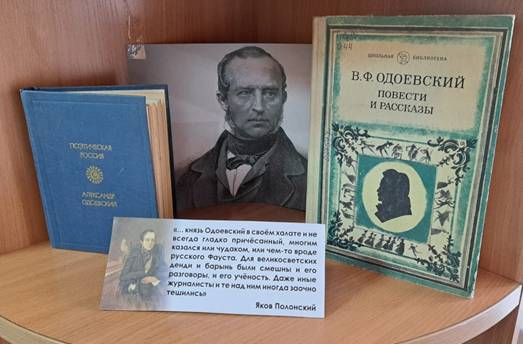 ПОЭТИЧЕСКАЯ
РОССИЯ
АЛЕКСАНДР
ОДОЕВСКИЙ
ШКОЛЬНАЯ БИБЛИОТЕКА
В.Ф.ОДОЕВСКИЙ
ПОВЕСТИ
И РАССКАЗЫ
«... князь Одоевский в своём халате и не
всегда гладко причёсанный, многим
казался или чудаком, или чем-то вроде
русского Фауста. Для великосветских
денди и барынь были смешны и его
разговоры, и его учёность. Даже иные
журналисты и те над ним иногда заочно
тешились»
Яков Полонский